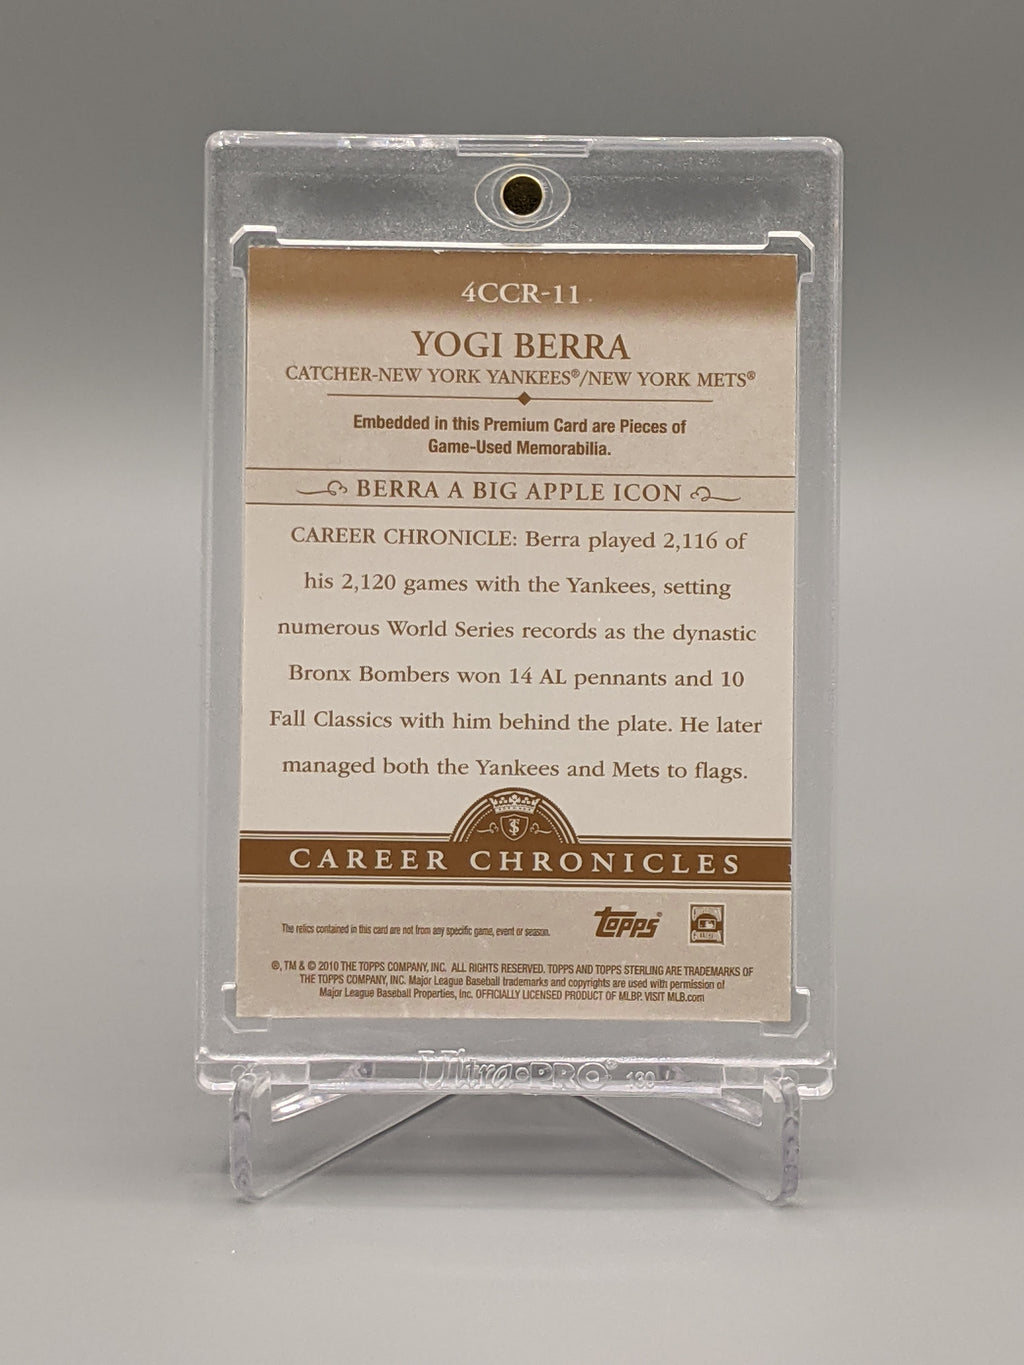 4CCR-11
YOGI BERRA
CATCHER-NEW YORK YANKEES®/NEW YORK METS®
Embedded in this Premium Card are Pieces of
Game-Used Memorabilia.
BERRA A BIG APPLE ICON
CAREER CHRONICLE: Berra played 2,116 of
his 2,120 games with the Yankees, setting
numerous World Series records as the dynastic
Bronx Bombers won 14 AL pennants and 10
Fall Classics with him behind the plate. He later
managed both the Yankees and Mets to flags.
CAREER CHRONICLES
The relics contained in this card are not from any specific game, event or season.
Topps
®, TM & © 2010 THE TOPPS COMPANY, INC. ALL RIGHTS RESERVED. TOPPS AND TOPPS STERLING ARE TRADEMARKS OF
THE TOPPS COMPANY, INC. Major League Baseball trademarks and copyrights are used with permission of
Major League Baseball Properties, Inc. OFFICIALLY LICENSED PRODUCT OF MLBP. VISIT MLB.com
Ultra·PRO® 130